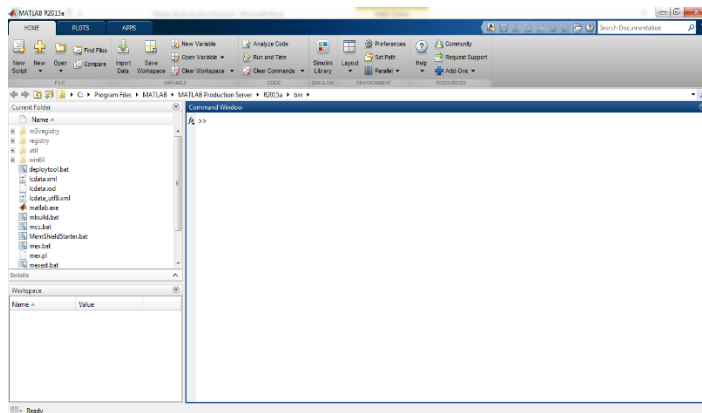 MATLAB R2015a
HOME PLOTS APPS
Search Documentation
New Script
New
Open
Find Files
Compare
Import Data
Save Workspace
New Variable
Open Variable
Clear Workspace
Analyze Code
Run and Time
Clear Commands
Simulink Library
Layout
Preferences
Set Path
Parallel
Help
Community
Request Support
Add-Ons
FILE VARIABLE CODE SIMULINK ENVIRONMENT RESOURCES
C: Program Files MATLAB MATLAB Production Server R2015a bin
Current Folder
Name
m3iregistry
registry
util
win64
deploytool.bat
lcdata.xml
lcdata.xsd
lcdata_utf8.xml
matlab.exe
mbuild.bat
mcc.bat
MemShieldStarter.bat
mex.bat
mex.pl
mexext.bat
Details
Workspace
Name Value
Command Window
fx >>
Ready